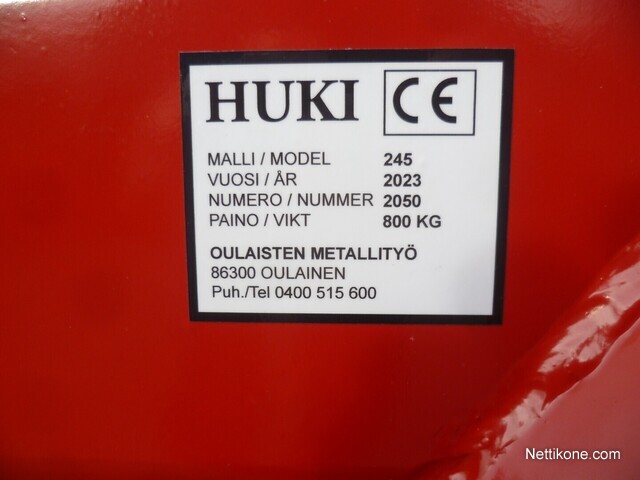 HUKI CE
MALLI / MODEL 245
VUOSI / ÅR 2023
NUMERO / NUMMER 2050
PAINO / VIKT 800 KG
OULAISTEN METALLITYÖ
86300 OULAINEN
Puh./Tel 0400 515 600
Nettikone.com